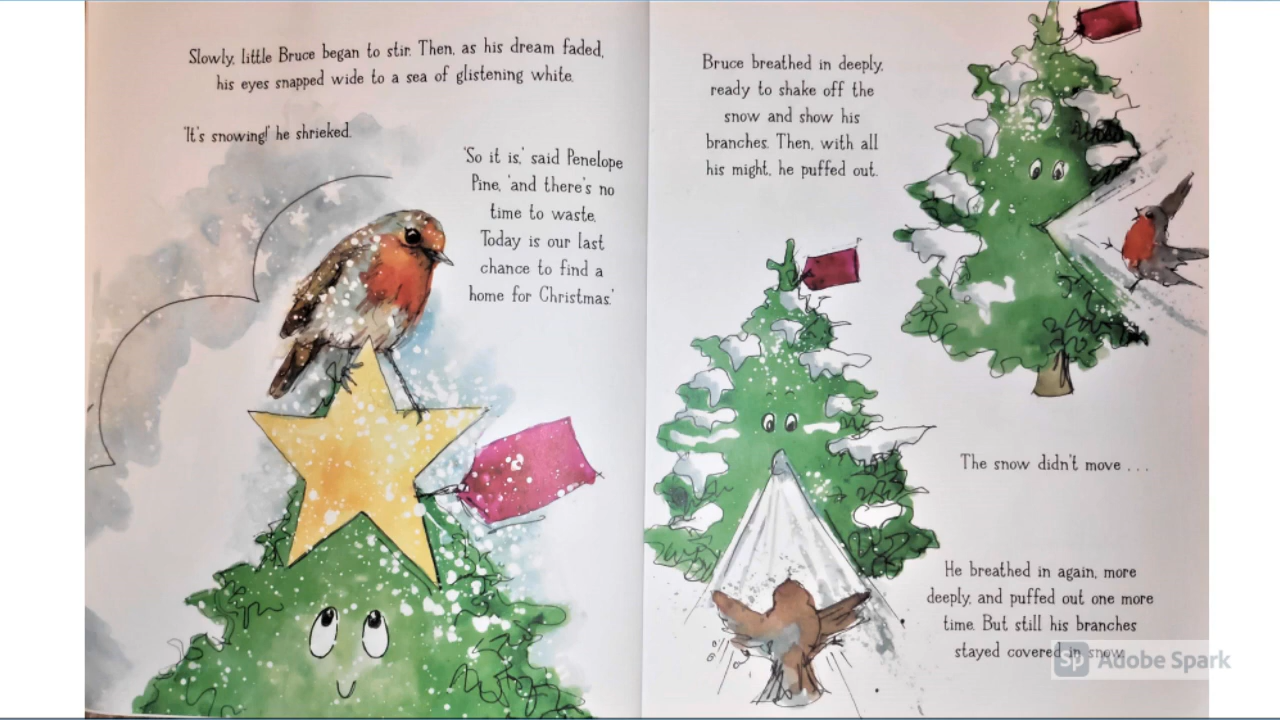 Slowly, little Bruce began to stir. Then, as his dream faded,
his eyes snapped wide to a sea of glistening white.
'It's snowing!' he shrieked.
'So it is,' said Penelope
Pine, 'and there's no
time to waste.
Today is our last
chance to find a
home for Christmas.'
Bruce breathed in deeply,
ready to shake off the
snow and show his
branches. Then, with all
his might, he puffed out.
The snow didn't move . . .
He breathed in again, more
deeply, and puffed out one more
time. But still his branches
stayed covered in snow.
Sp Adobe Spark